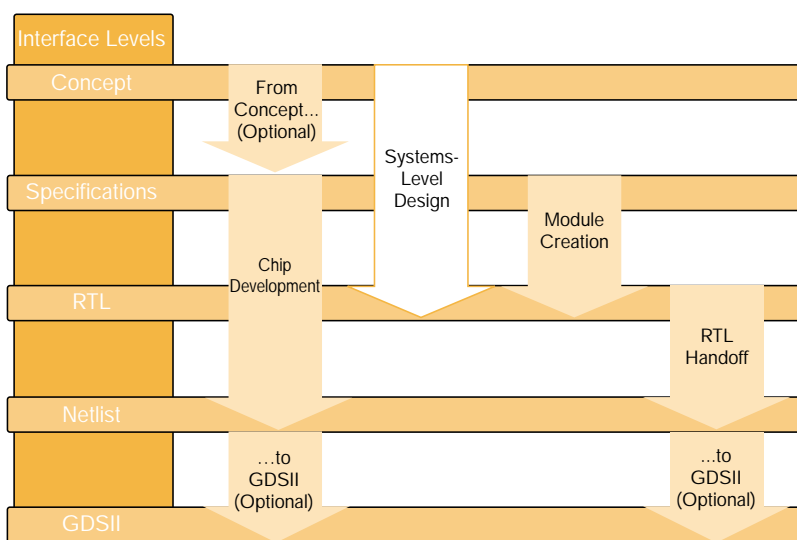 Interface Levels
Concept
From
Concept...
(Optional)
Systems-
Level
Design
Specifications
Module
Creation
Chip
Development
RTL
RTL
Handoff
Netlist
…to
GDSII
(Optional)
…to
GDSII
(Optional)
GDSII